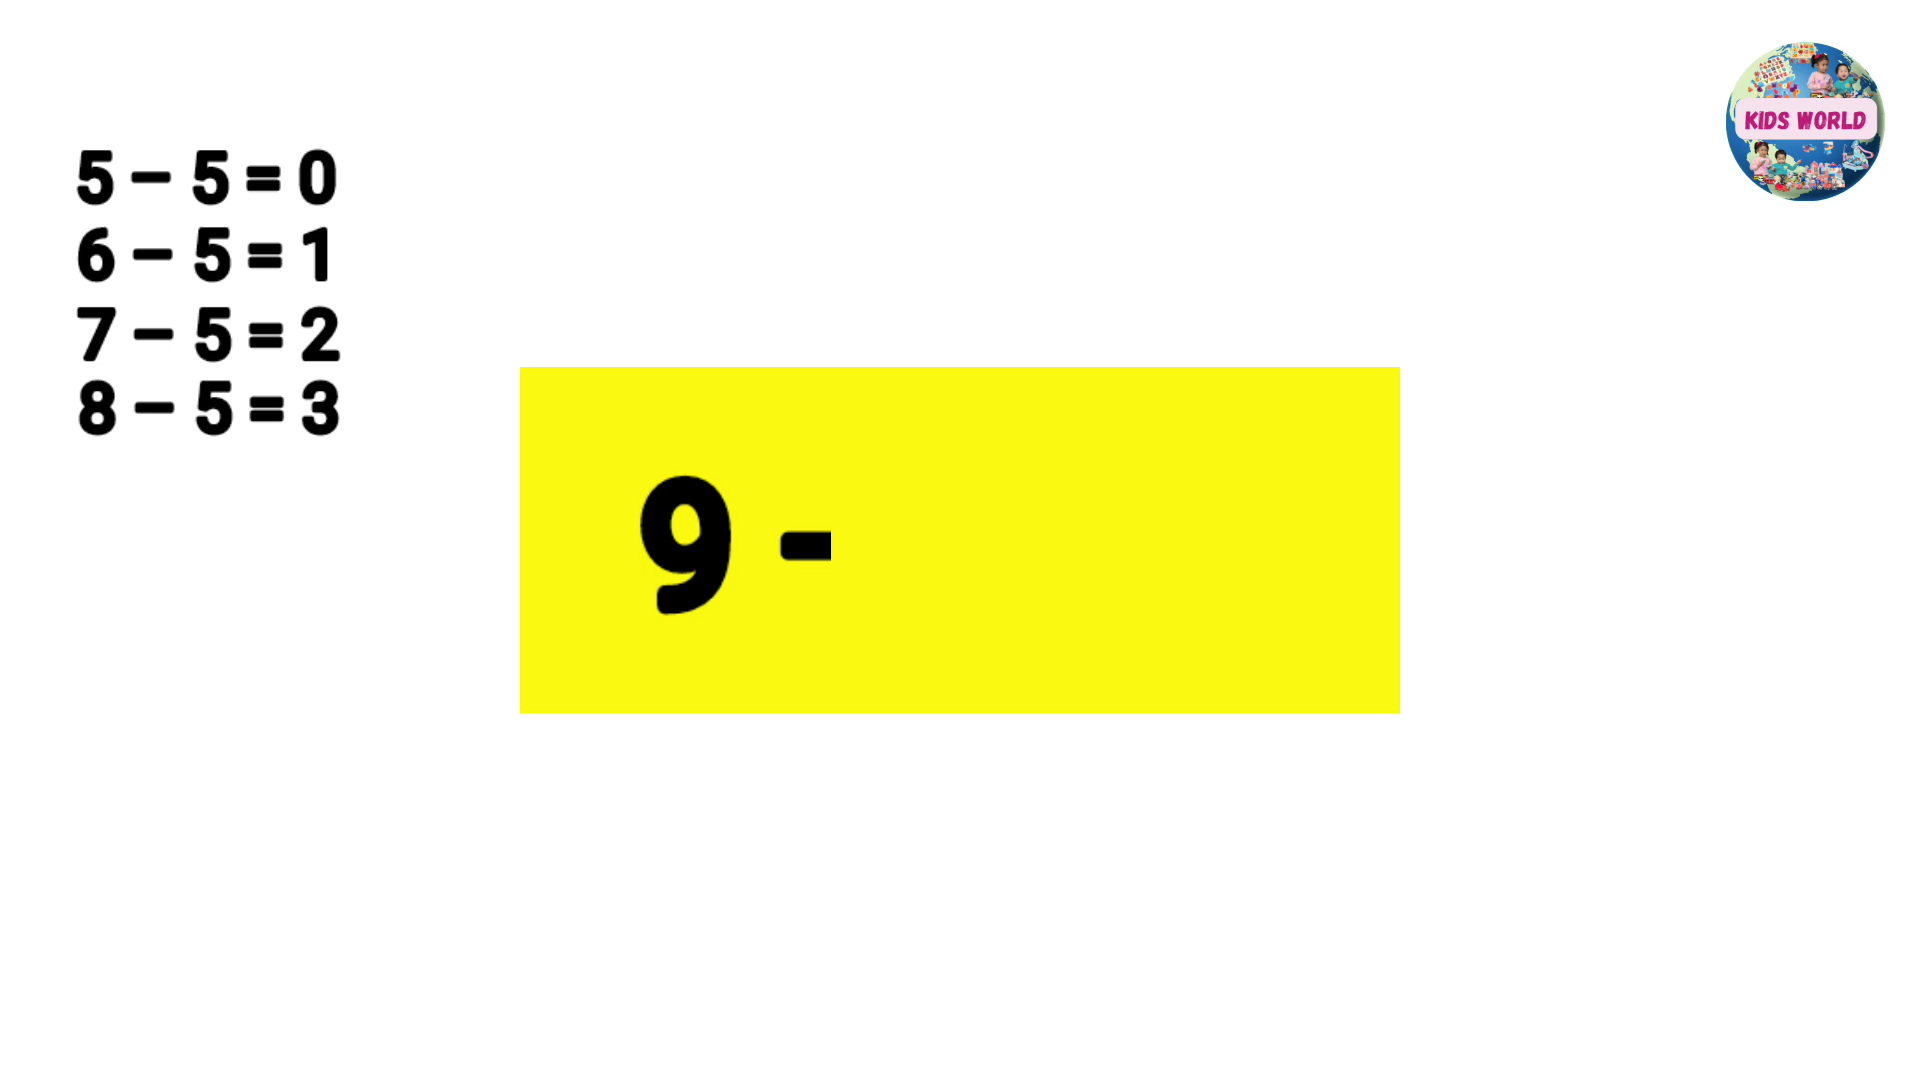 KIDS WORLD
5 – 5 = 0
6 – 5 = 1
7 – 5 = 2
8 – 5 = 3
9 -